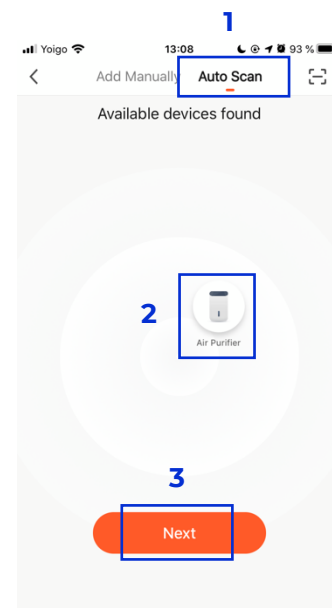 1
Yoigo 13:08 93 %
Add Manually Auto Scan
Available devices found
2
Air Purifier
3
Next